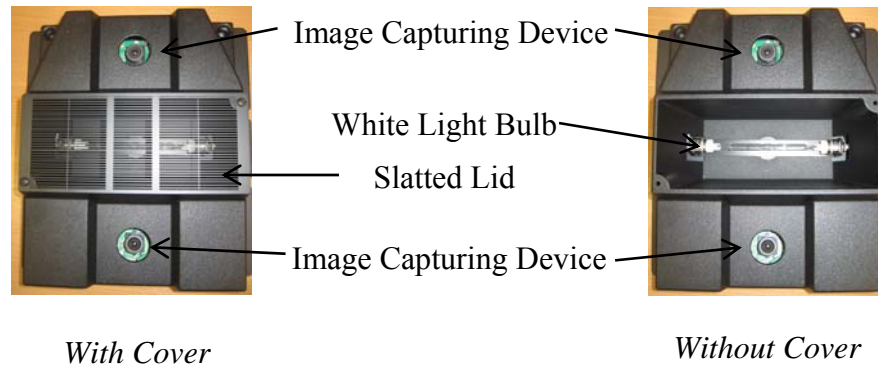 Image Capturing Device
White Light Bulb
Slatted Lid
Image Capturing Device
With Cover
Without Cover